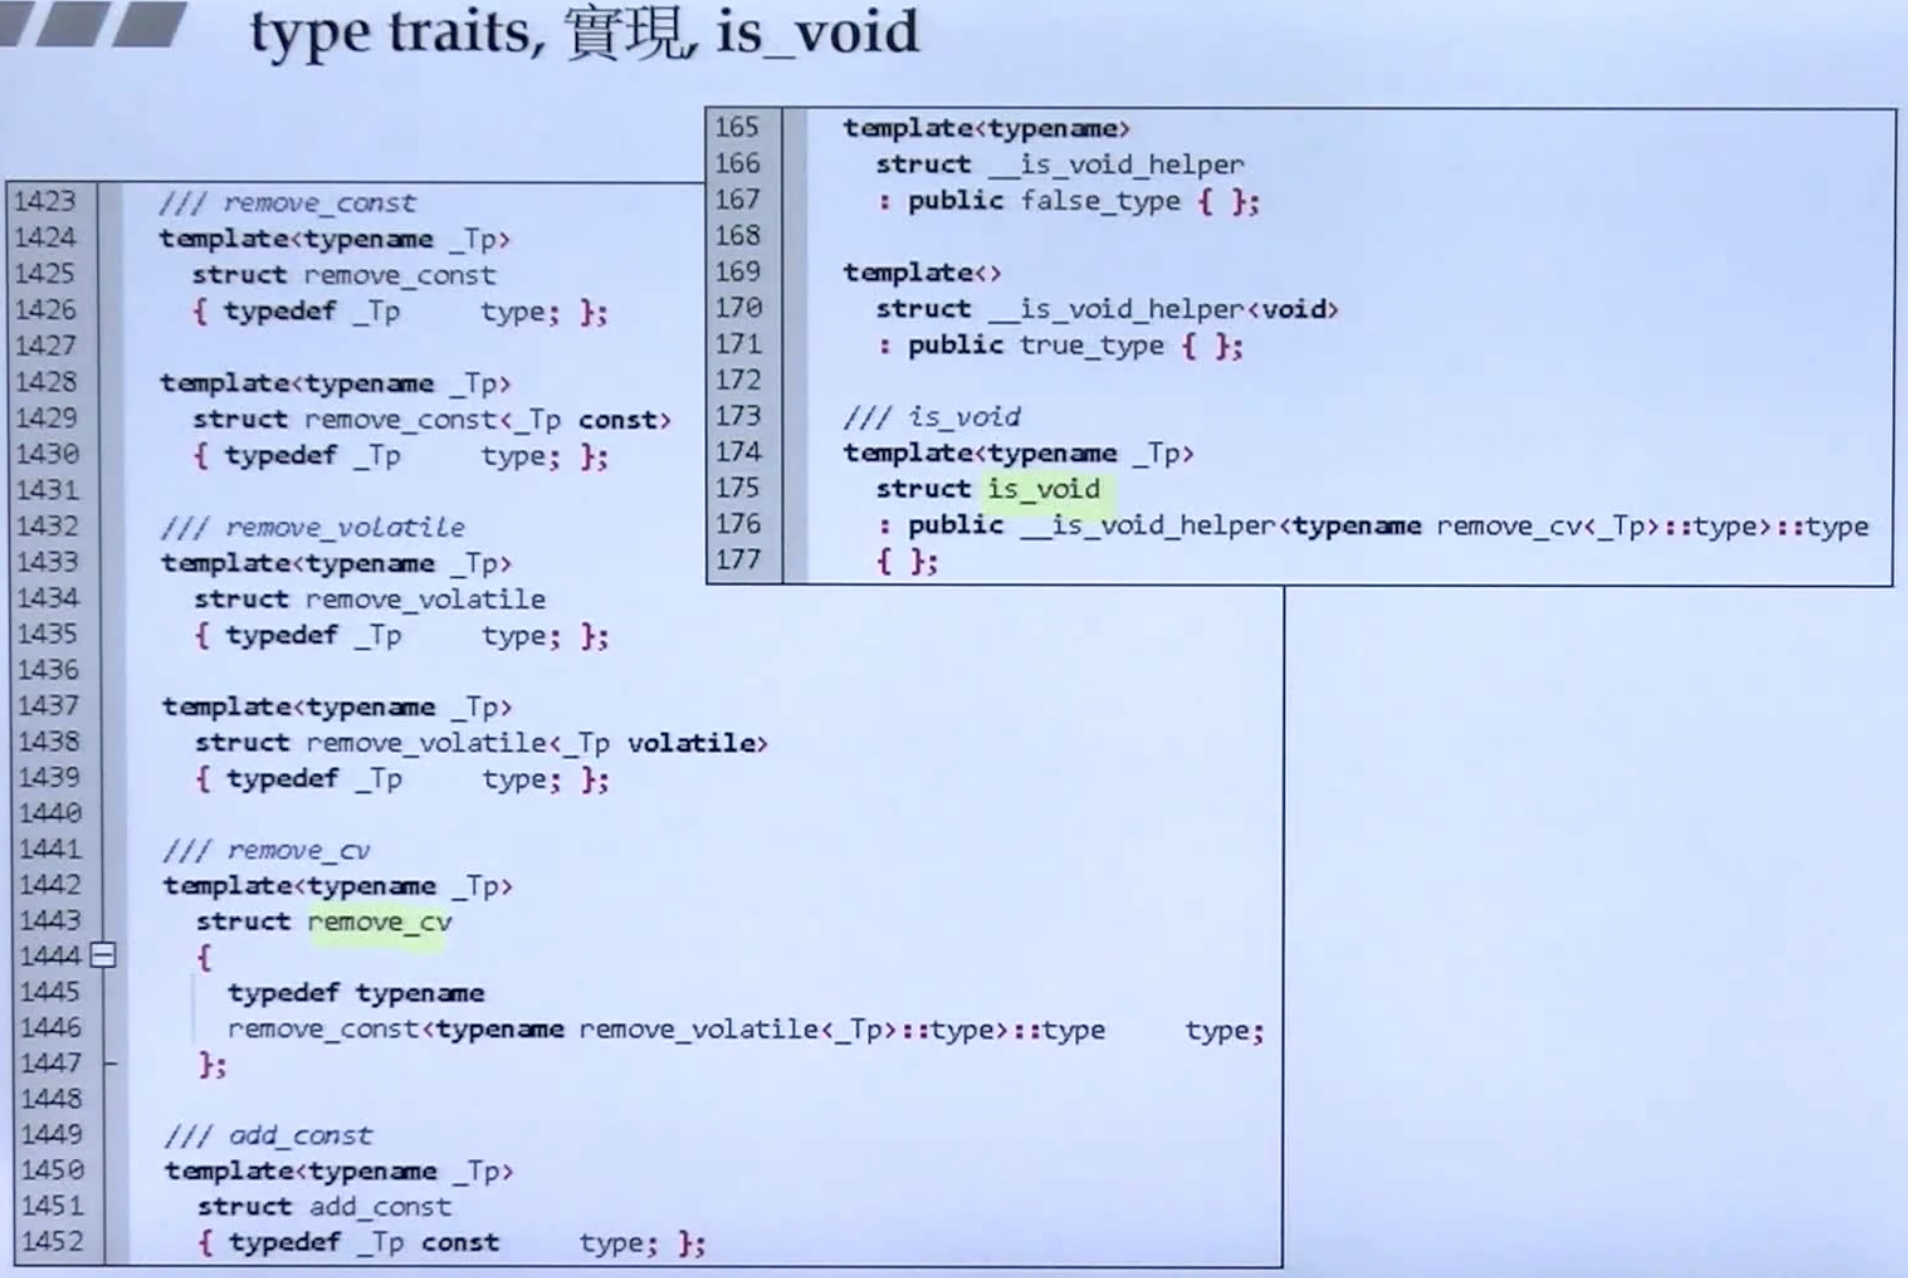 type traits, 實現, is_void
1423 /// remove_const
1424 template<typename _Tp>
1425 struct remove_const
1426 { typedef _Tp type; };
1427
1428 template<typename _Tp>
1429 struct remove_const<_Tp const>
1430 { typedef _Tp type; };
1431
1432 /// remove_volatile
1433 template<typename _Tp>
1434 struct remove_volatile
1435 { typedef _Tp type; };
1436
1437 template<typename _Tp>
1438 struct remove_volatile<_Tp volatile>
1439 { typedef _Tp type; };
1440
1441 /// remove_cv
1442 template<typename _Tp>
1443 struct remove_cv
1444 {
1445 typedef typename
1446 remove_const<typename remove_volatile<_Tp>::type>::type type;
1447 };
1448
1449 /// add_const
1450 template<typename _Tp>
1451 struct add_const
1452 { typedef _Tp const type; };
165 template<typename>
166 struct __is_void_helper
167 : public false_type { };
168
169 template<>
170 struct __is_void_helper<void>
171 : public true_type { };
172
173 /// is_void
174 template<typename _Tp>
175 struct is_void
176 : public __is_void_helper<typename remove_cv<_Tp>::type>::type
177 { };